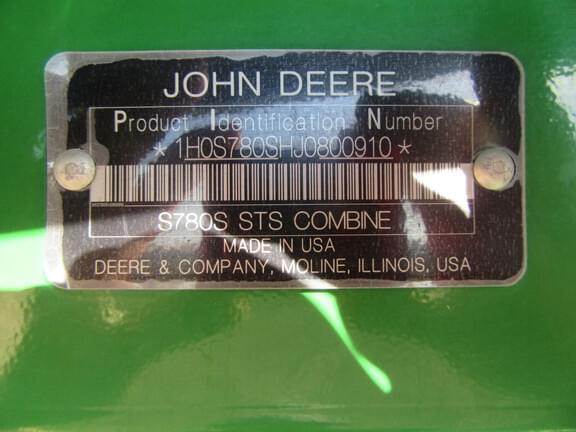 JOHN DEERE
Product Identification Number
*1H0S780SHJ0800910*
S780S STS COMBINE
MADE IN USA
DEERE & COMPANY, MOLINE, ILLINOIS, USA